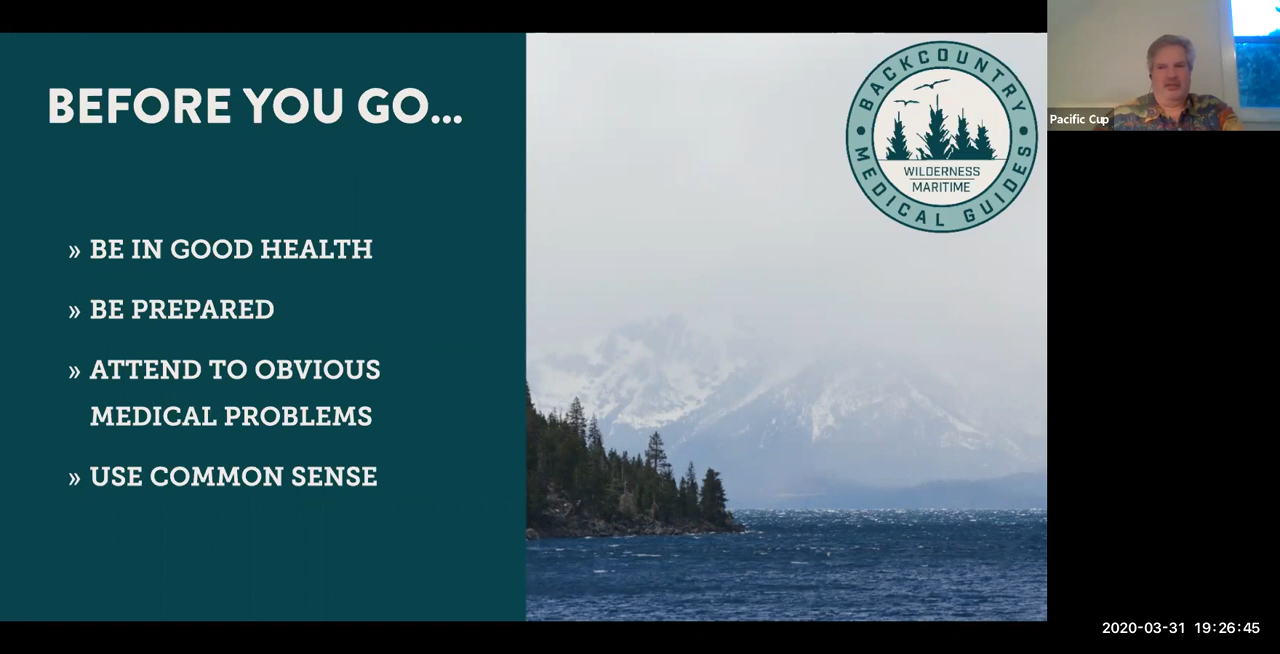 BEFORE YOU GO...
» BE IN GOOD HEALTH
» BE PREPARED
» ATTEND TO OBVIOUS
MEDICAL PROBLEMS
» USE COMMON SENSE
BACKCOUNTRY
WILDERNESS
MARITIME
MEDICAL GUIDES
Pacific Cup
2020-03-31 19:26:45